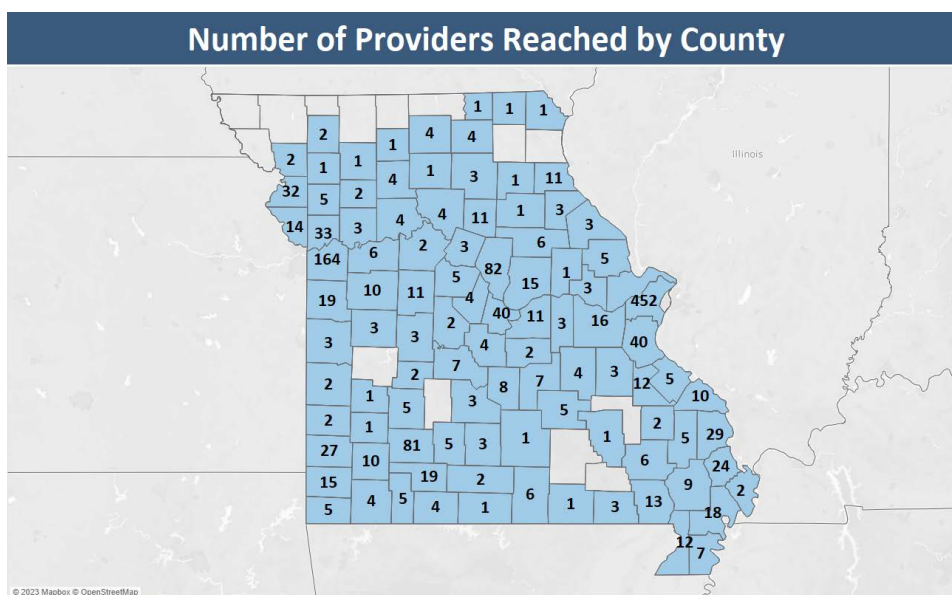 Number of Providers Reached by County
1 1 1
2 4 4
1
2 1 1 Illinois
4 1 3 1 11
32 5 2
4 11 1 3 3
14 33 3 4
2 3 6
164 6 82 5
5 15 1
19 10 11 4 3 452
40 11 3 16
3 3 3 2 4 2 40
2 2 7 8 7 4 3 12 5
1 5 3 10
2 1 5 1 2 5 29
27 81 5 3 1
10 6 24
15 19 2 9 2
5 4 5 4 1 6 1 3 13 18
12 7
© 2023 Mapbox © OpenStreetMap